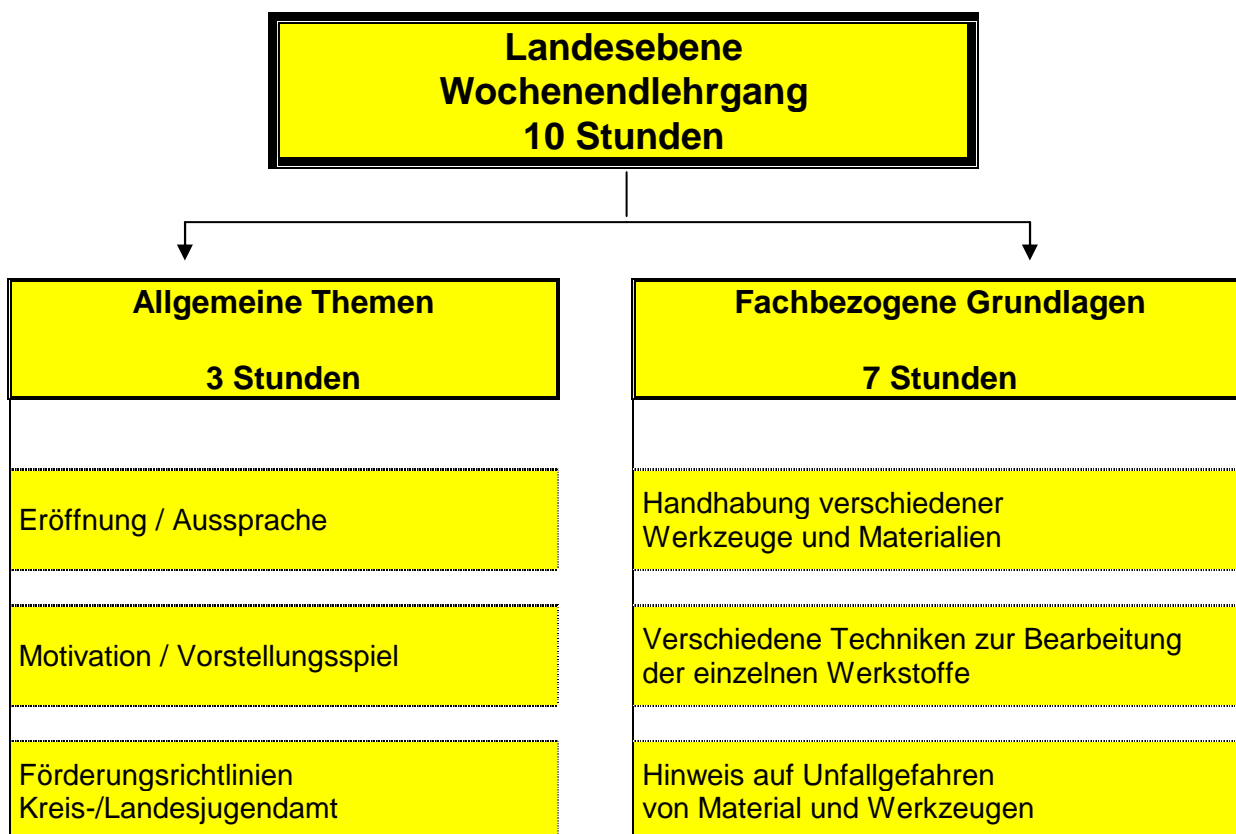 Landesebene
Wochenendlehrgang
10 Stunden
Allgemeine Themen
3 Stunden
Eröffnung / Aussprache
Motivation / Vorstellungsspiel
Förderungsrichtlinien
Kreis-/Landesjugendamt
Fachbezogene Grundlagen
7 Stunden
Handhabung verschiedener
Werkzeuge und Materialien
Verschiedene Techniken zur Bearbeitung
der einzelnen Werkstoffe
Hinweis auf Unfallgefahren
von Material und Werkzeugen